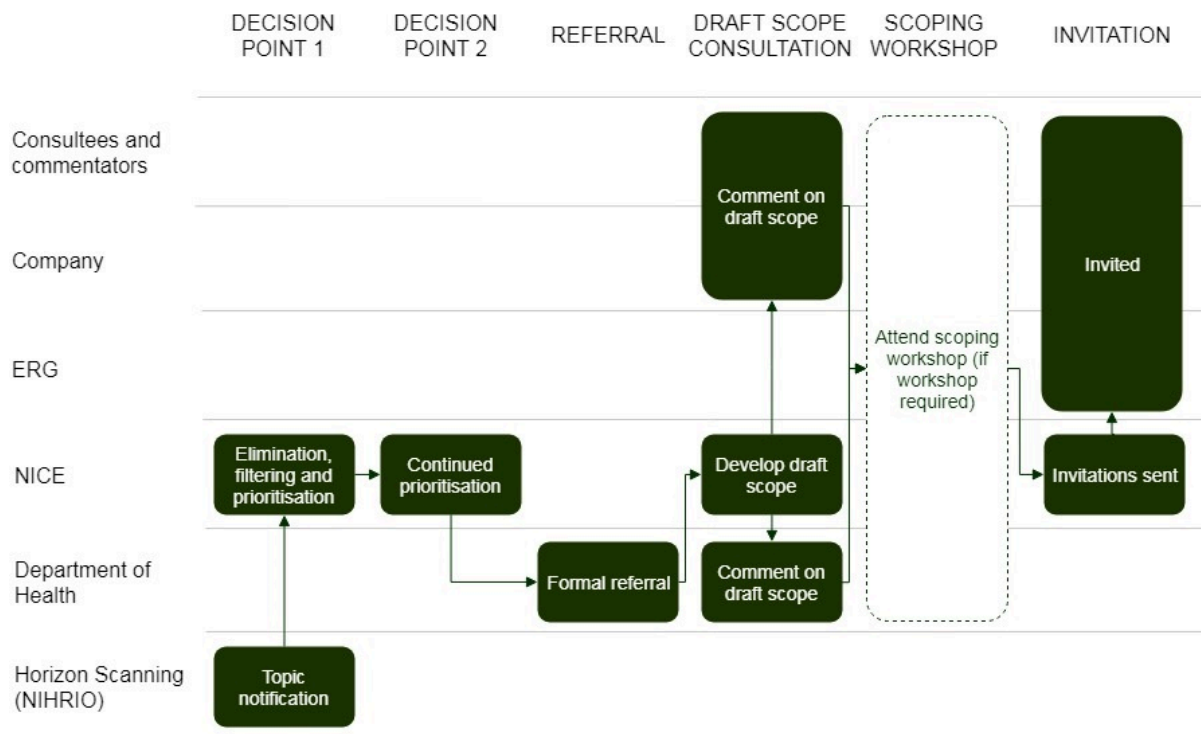 DECISION
POINT 1
DECISION
POINT 2
REFERRAL
DRAFT SCOPE
CONSULTATION
SCOPING
WORKSHOP
INVITATION
Consultees and
commentators
Comment on
draft scope
Company
Invited
ERG
Attend scoping
workshop (if
workshop
required)
NICE
Elimination,
filtering and
prioritisation
Continued
prioritisation
Develop draft
scope
Invitations sent
Department of
Health
Formal referral
Comment on
draft scope
Horizon Scanning
(NIHRIO)
Topic
notification